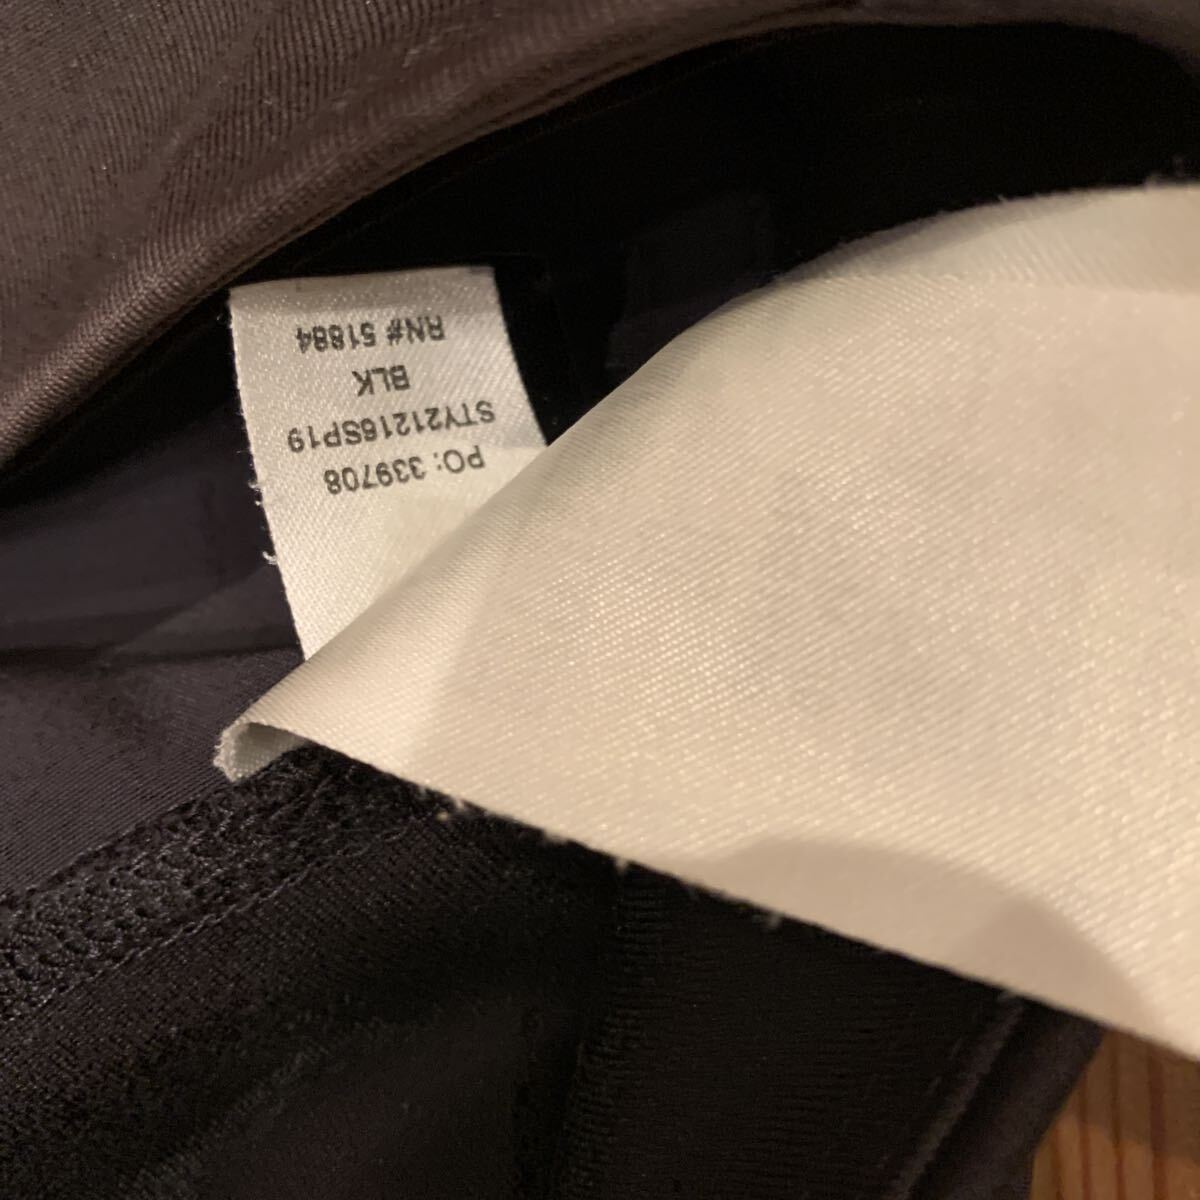 PO: 339708
STY21216SP19
BLK
RN# 51884